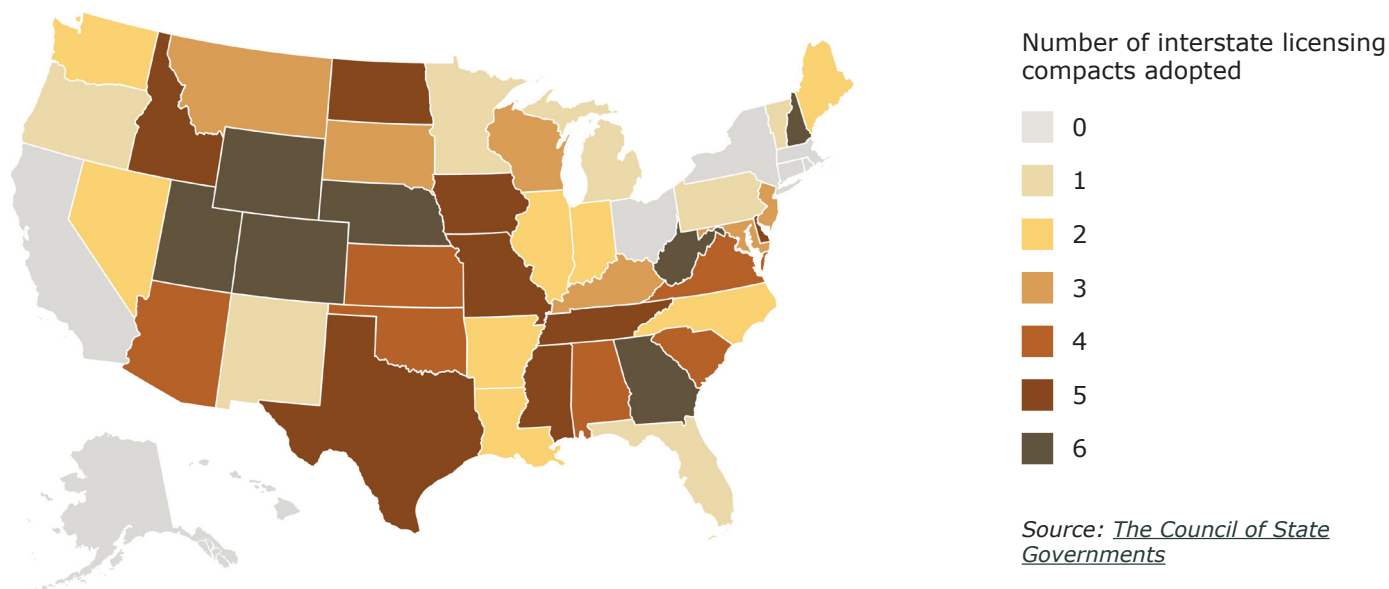 Number of interstate licensing
compacts adopted
0
1
2
3
4
5
6
Source: The Council of State
Governments